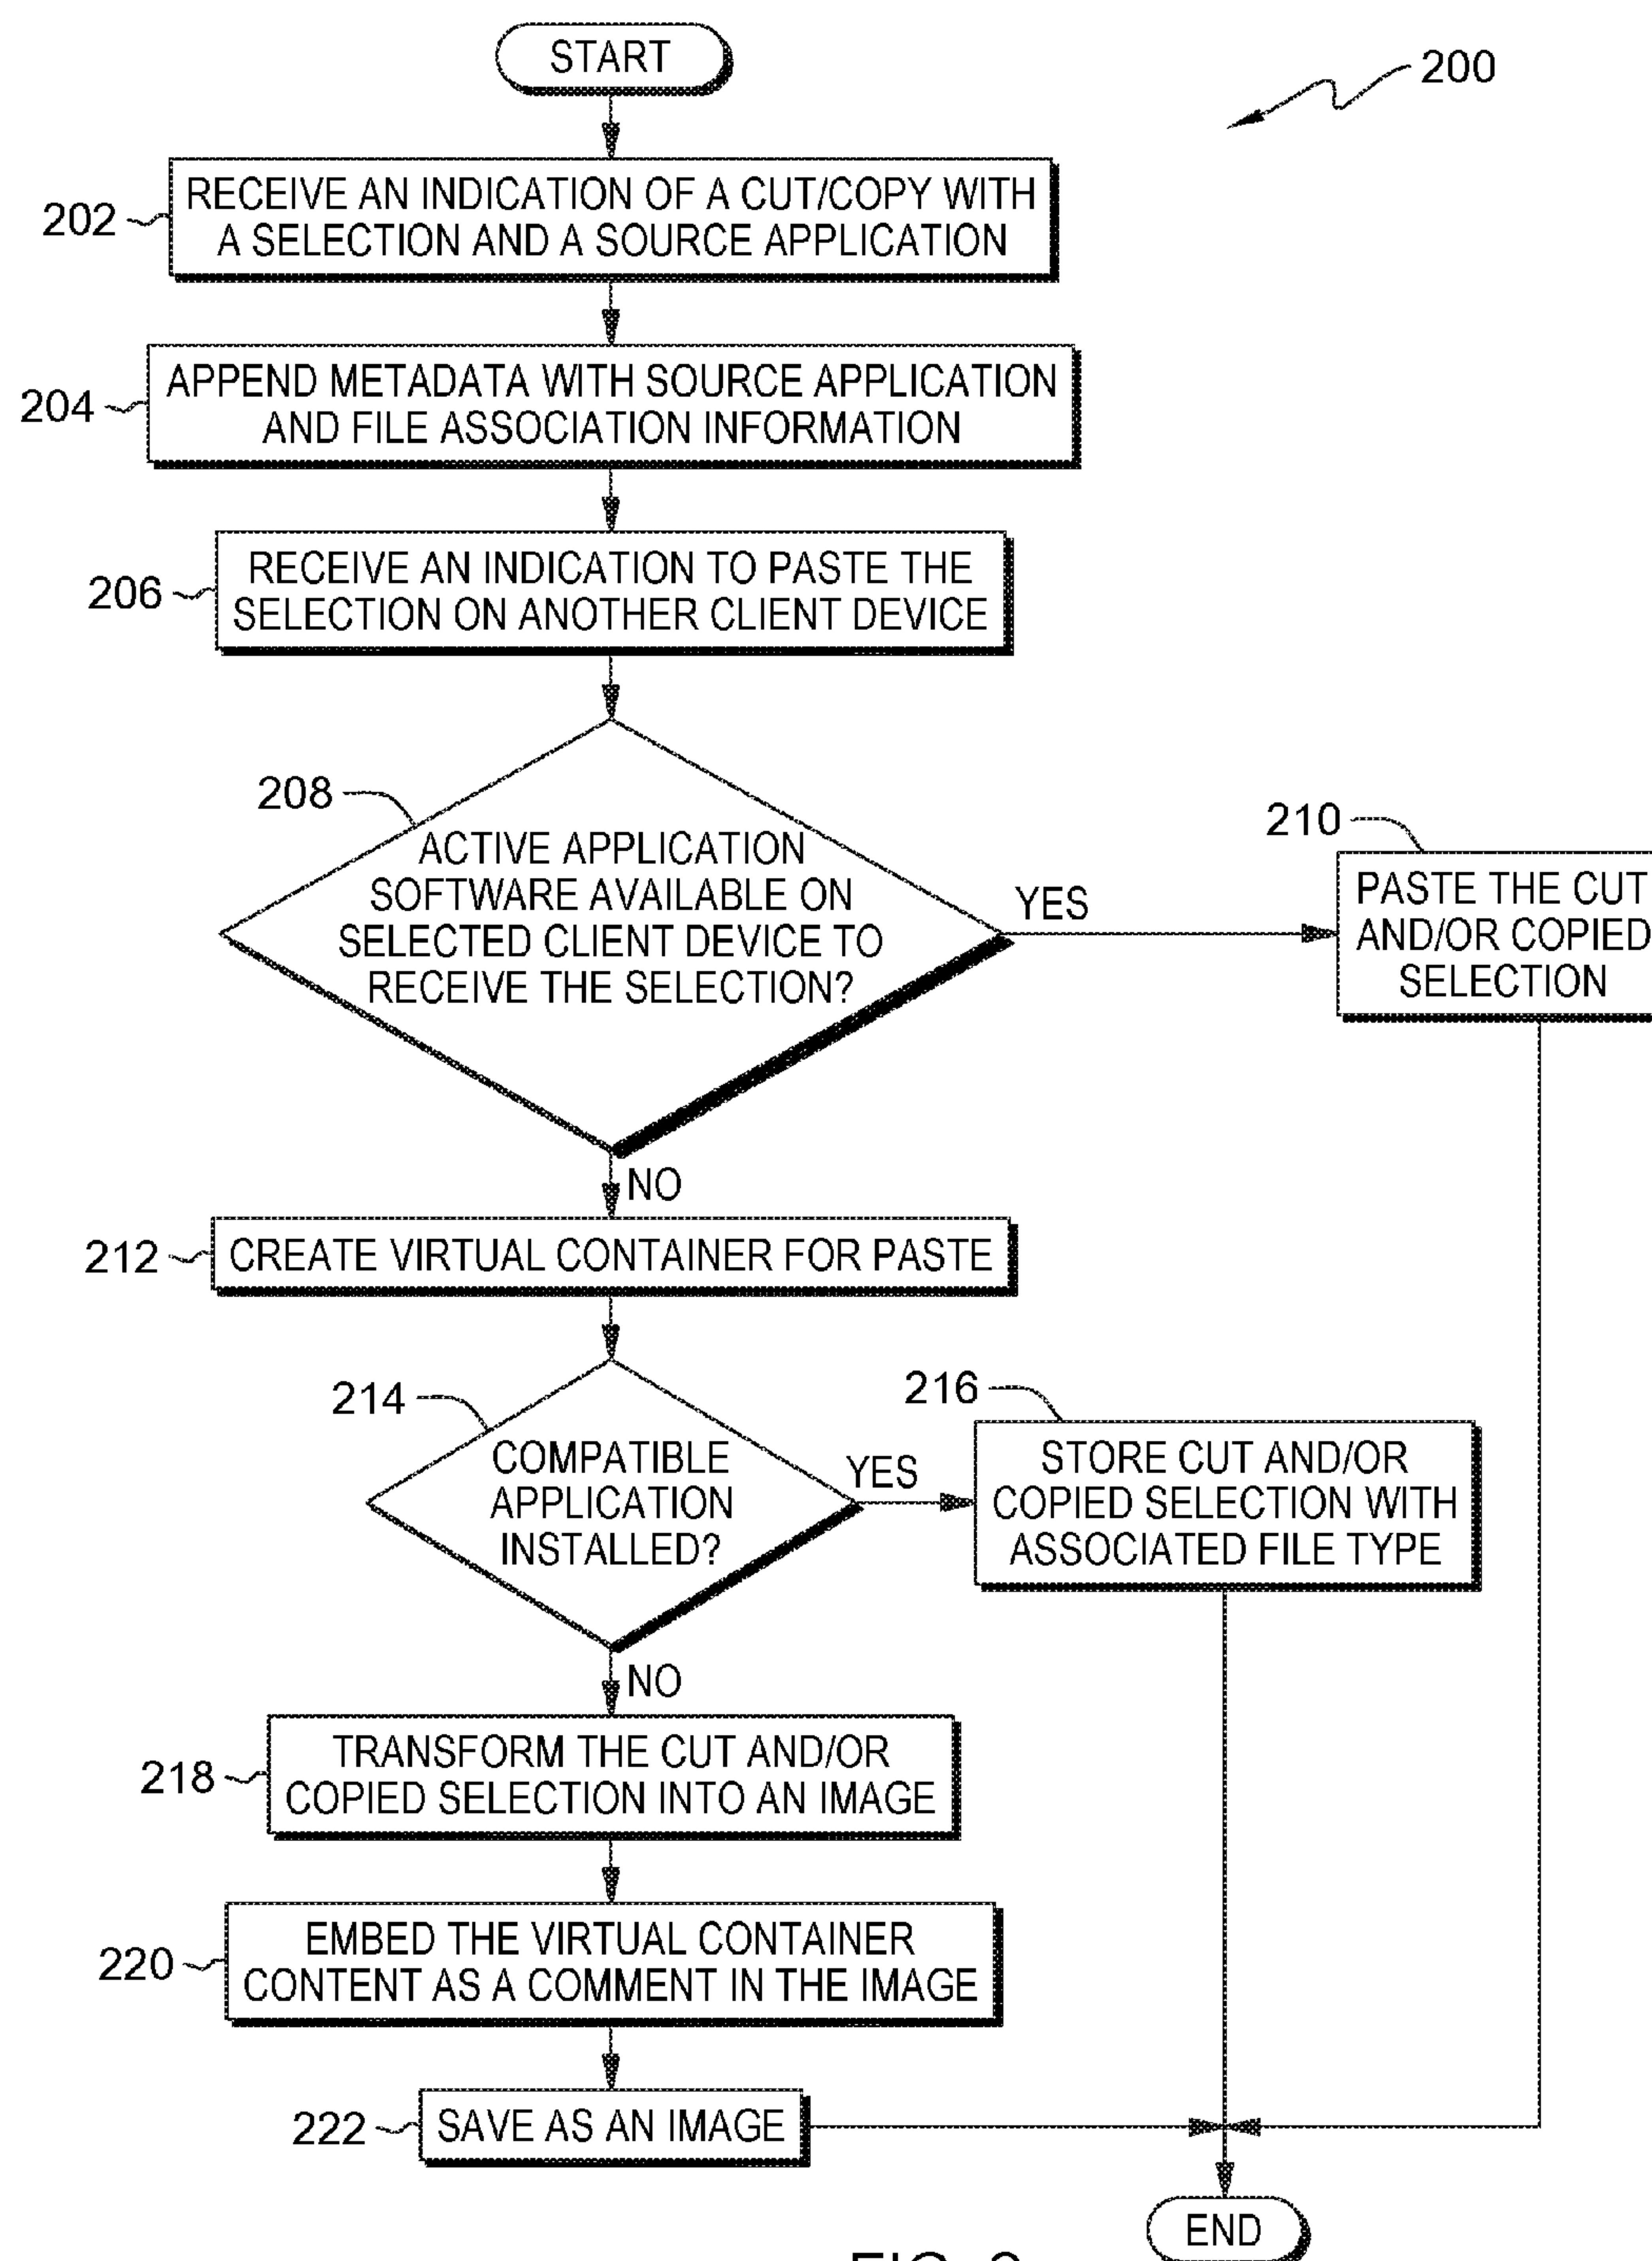 START
200
202
RECEIVE AN INDICATION OF A CUT/COPY WITH
A SELECTION AND A SOURCE APPLICATION
204
APPEND METADATA WITH SOURCE APPLICATION
AND FILE ASSOCIATION INFORMATION
206
RECEIVE AN INDICATION TO PASTE THE
SELECTION ON ANOTHER CLIENT DEVICE
208
ACTIVE APPLICATION
SOFTWARE AVAILABLE ON
SELECTED CLIENT DEVICE TO
RECEIVE THE SELECTION?
YES
210
PASTE THE CUT
AND/OR COPIED
SELECTION
NO
212
CREATE VIRTUAL CONTAINER FOR PASTE
214
COMPATIBLE
APPLICATION
INSTALLED?
YES
216
STORE CUT AND/OR
COPIED SELECTION WITH
ASSOCIATED FILE TYPE
NO
218
TRANSFORM THE CUT AND/OR
COPIED SELECTION INTO AN IMAGE
220
EMBED THE VIRTUAL CONTAINER
CONTENT AS A COMMENT IN THE IMAGE
222
SAVE AS AN IMAGE
END
FIG.